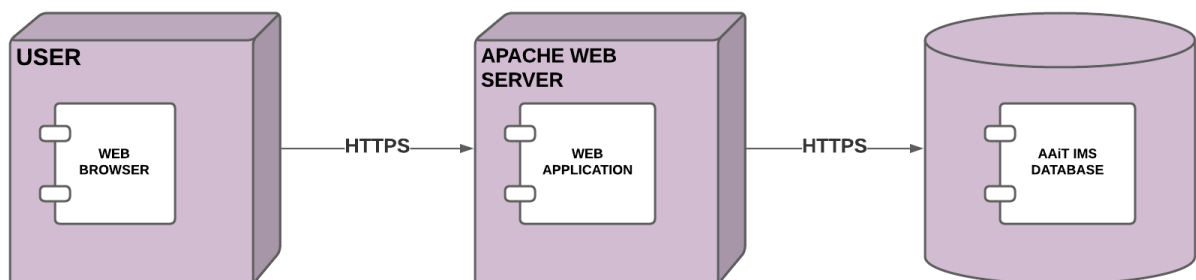 USER
WEB
BROWSER
HTTPS
APACHE WEB
SERVER
WEB
APPLICATION
HTTPS
AAiT IMS
DATABASE